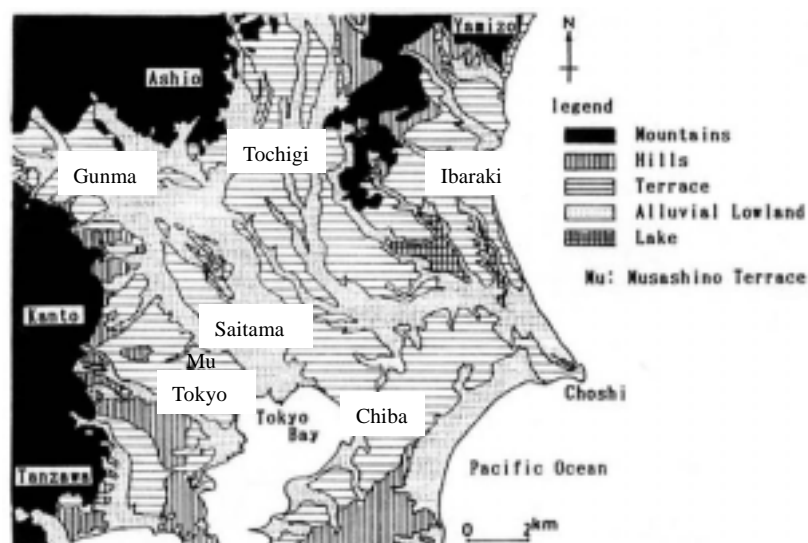 Yamizo
N
Ashio
legend
Mountains
Hills
Terrace
Alluvial Lowland
Lake
Mu: Musashino Terrace
Tochigi
Gunma
Ibaraki
Kanto
Saitama
Mu
Tokyo
Tokyo
Bay
Chiba
Choshi
Tanzawa
Pacific Ocean
0 2 km